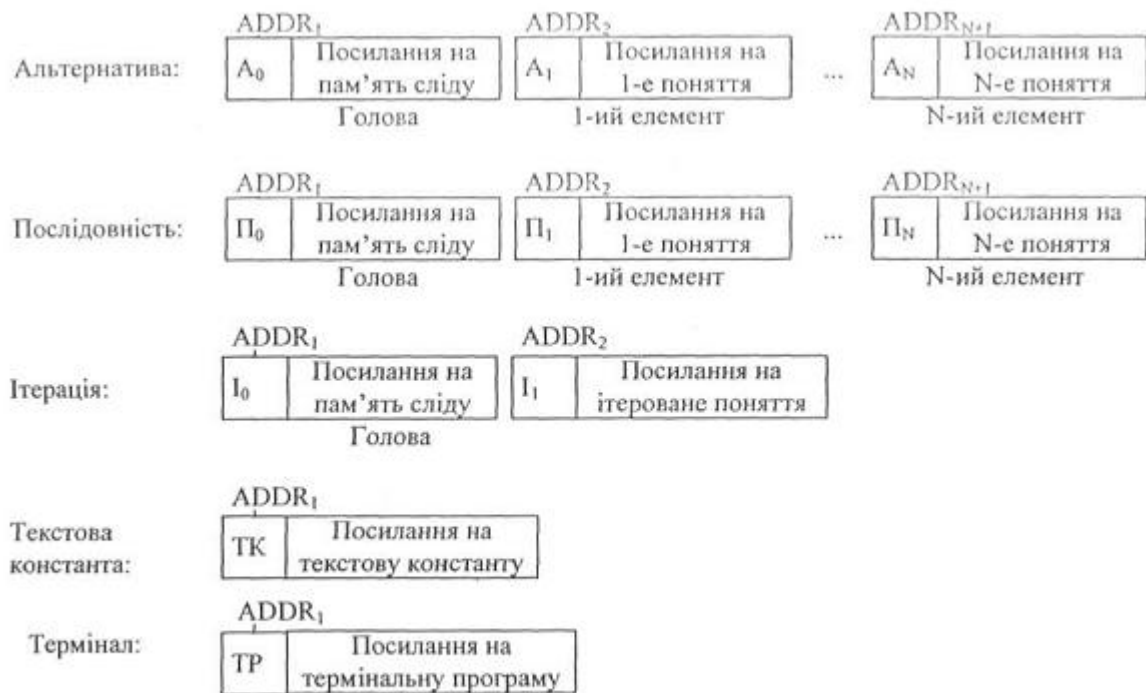 ADDR₁ ADDR₂ ADDR_N+1
Альтернатива: A₀ Посилання на A₁ Посилання на ... A_N Посилання на
пам’ять сліду 1-е поняття N-е поняття
Голова 1-ий елемент N-ий елемент
ADDR₁ ADDR₂ ADDR_N+1
Послідовність: П₀ Посилання на П₁ Посилання на ... П_N Посилання на
пам’ять сліду 1-е поняття N-е поняття
Голова 1-ий елемент N-ий елемент
ADDR₁ ADDR₂
Ітерація: I₀ Посилання на I₁ Посилання на
пам’ять сліду ітероване поняття
Голова
ADDR₁
Текстова ТК Посилання на
константа: текстову константу
ADDR₁
Термінал: ТР Посилання на
термінальну програму